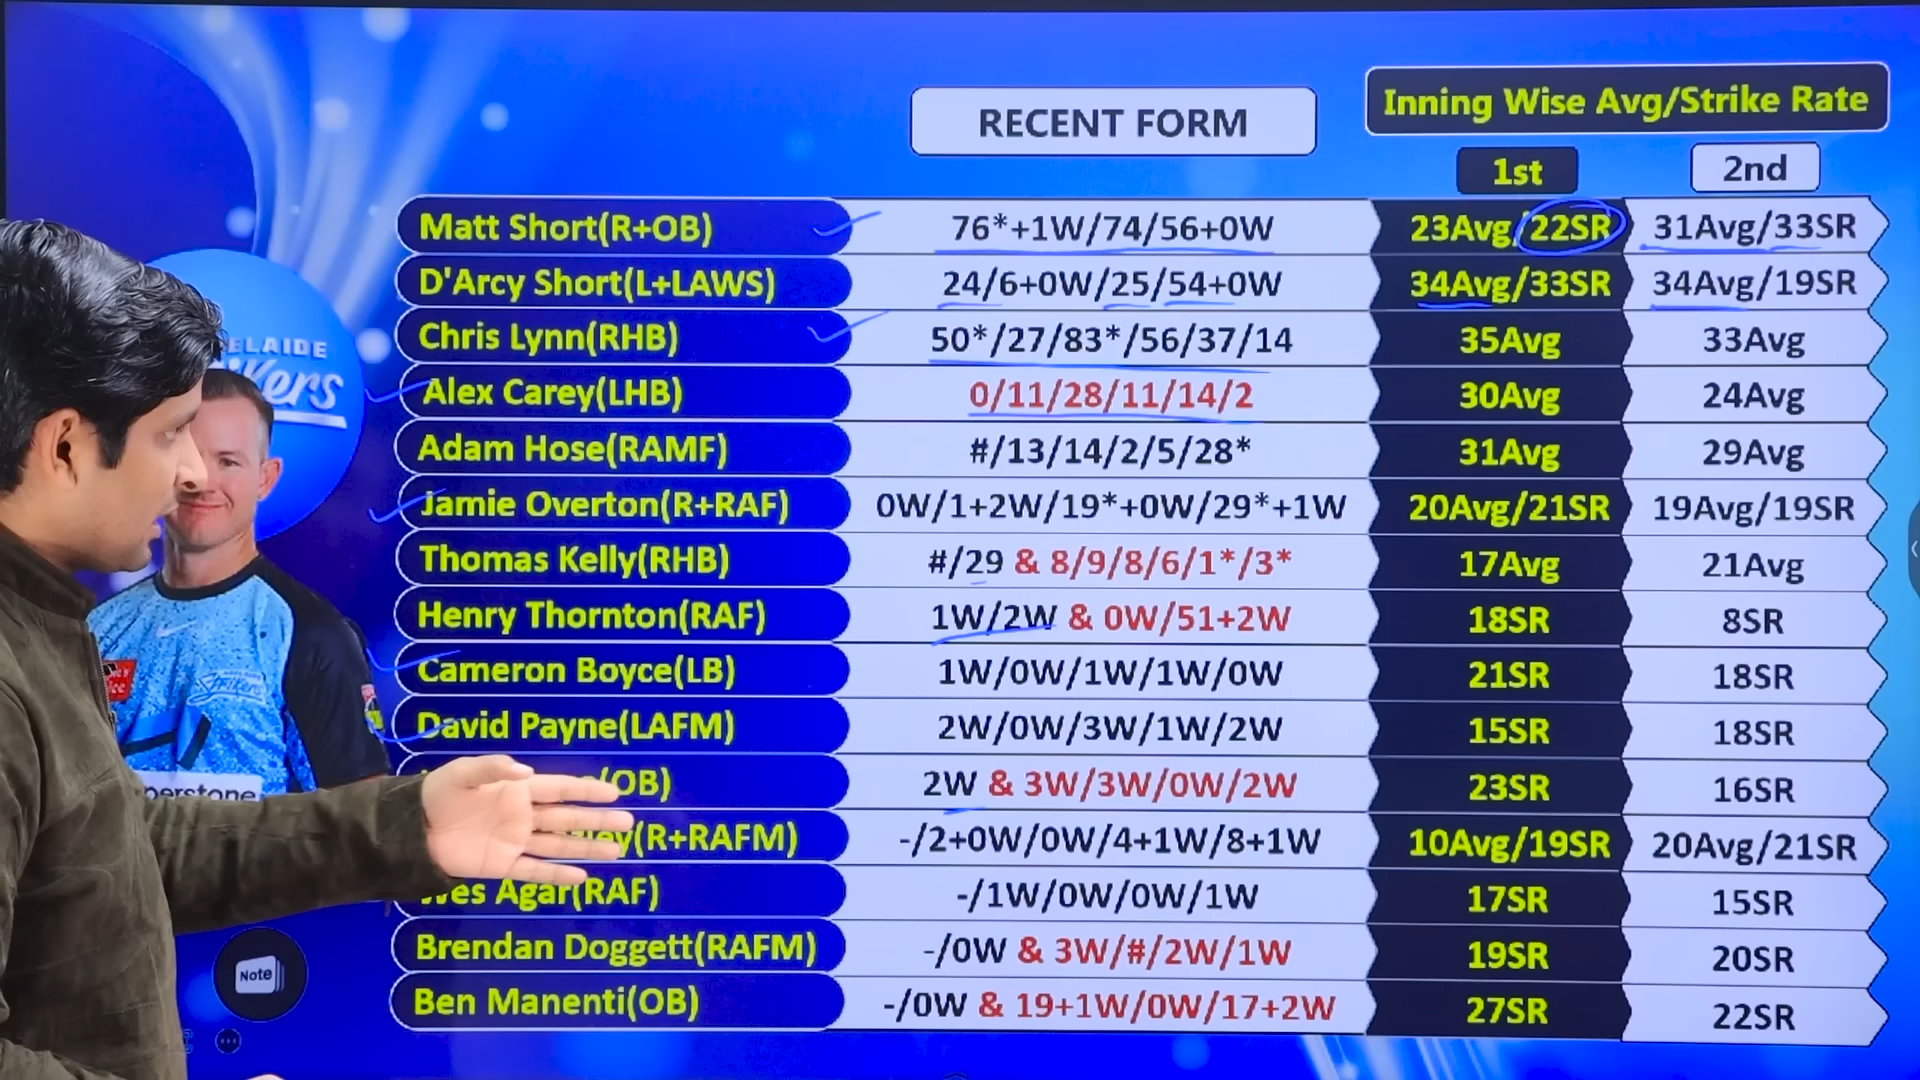 RECENT FORM
Inning Wise Avg/Strike Rate
1st
2nd
Matt Short(R+OB) 76*+1W/74/56+0W 23Avg/22SR 31Avg/33SR
D'Arcy Short(L+LAWS) 24/6+0W/25/54+0W 34Avg/33SR 34Avg/19SR
Chris Lynn(RHB) 50*/27/83*/56/37/14 35Avg 33Avg
Alex Carey(LHB) 0/11/28/11/14/2 30Avg 24Avg
Adam Hose(RAMF) #/13/14/2/5/28* 31Avg 29Avg
Jamie Overton(R+RAF) 0W/1+2W/19*+0W/29*+1W 20Avg/21SR 19Avg/19SR
Thomas Kelly(RHB) #/29 & 8/9/8/6/1*/3* 17Avg 21Avg
Henry Thornton(RAF) 1W/2W & 0W/51+2W 18SR 8SR
Cameron Boyce(LB) 1W/0W/1W/1W/0W 21SR 18SR
David Payne(LAFM) 2W/0W/3W/1W/2W 15SR 18SR
(OB) 2W & 3W/3W/0W/2W 23SR 16SR
(R+RAFM) -/2+0W/0W/4+1W/8+1W 10Avg/19SR 20Avg/21SR
Wes Agar(RAF) -/1W/0W/0W/1W 17SR 15SR
Brendan Doggett(RAFM) -/0W & 3W/#/2W/1W 19SR 20SR
Ben Manenti(OB) -/0W & 19+1W/0W/17+2W 27SR 22SR
Note